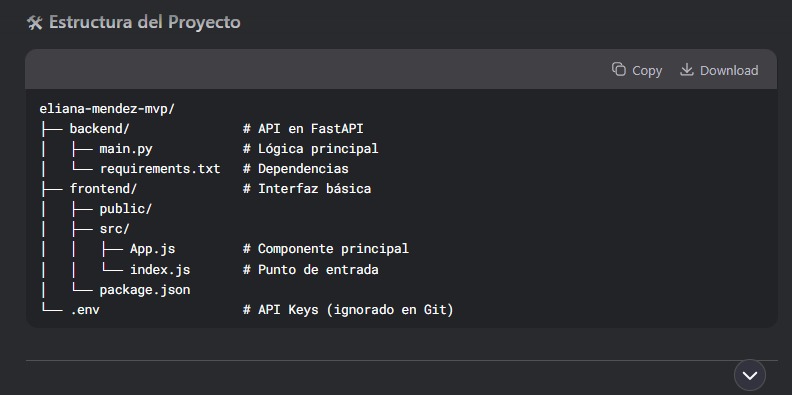 🛠 Estructura del Proyecto
Copy Download
eliana-mendez-mvp/
├── backend/ # API en FastAPI
│ ├── main.py # Lógica principal
│ └── requirements.txt # Dependencias
├── frontend/ # Interfaz básica
│ ├── public/
│ ├── src/
│ │ ├── App.js # Componente principal
│ │ └── index.js # Punto de entrada
│ └── package.json
└── .env # API Keys (ignorado en Git)